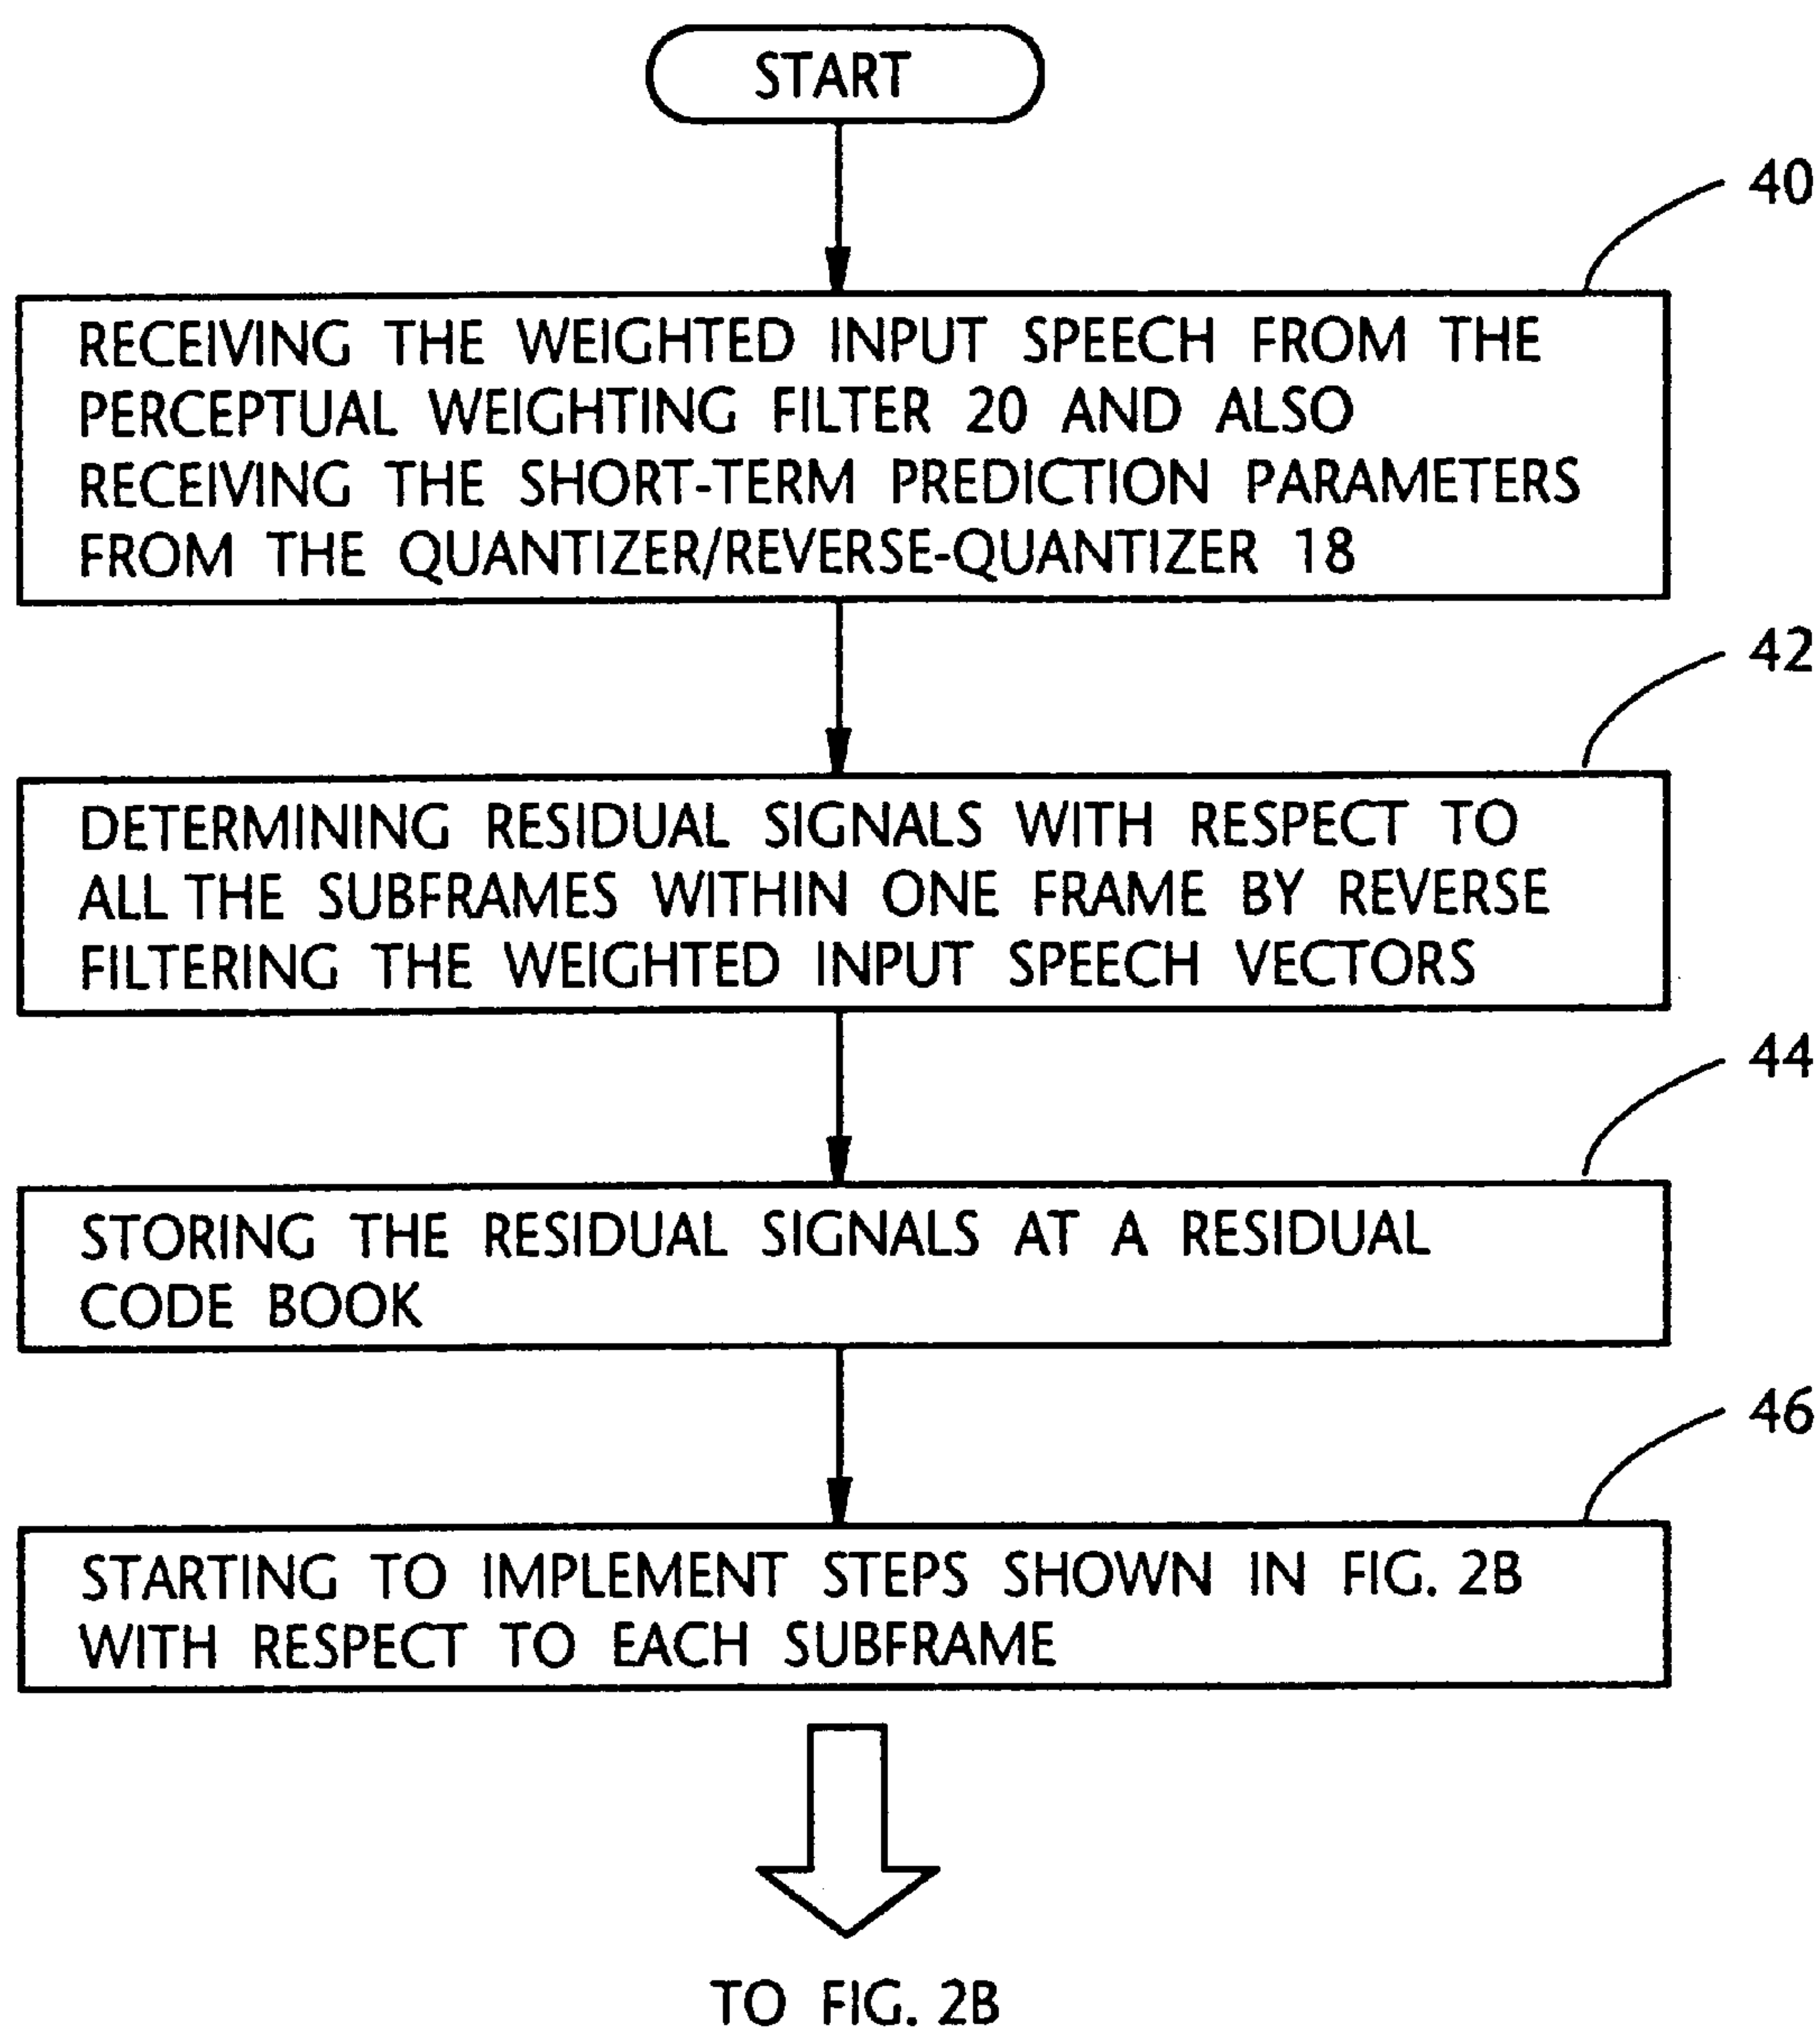 START
40
RECEIVING THE WEIGHTED INPUT SPEECH FROM THE
PERCEPTUAL WEIGHTING FILTER 20 AND ALSO
RECEIVING THE SHORT-TERM PREDICTION PARAMETERS
FROM THE QUANTIZER/REVERSE-QUANTIZER 18
42
DETERMINING RESIDUAL SIGNALS WITH RESPECT TO
ALL THE SUBFRAMES WITHIN ONE FRAME BY REVERSE
FILTERING THE WEIGHTED INPUT SPEECH VECTORS
44
STORING THE RESIDUAL SIGNALS AT A RESIDUAL
CODE BOOK
46
STARTING TO IMPLEMENT STEPS SHOWN IN FIG. 2B
WITH RESPECT TO EACH SUBFRAME
TO FIG. 2B